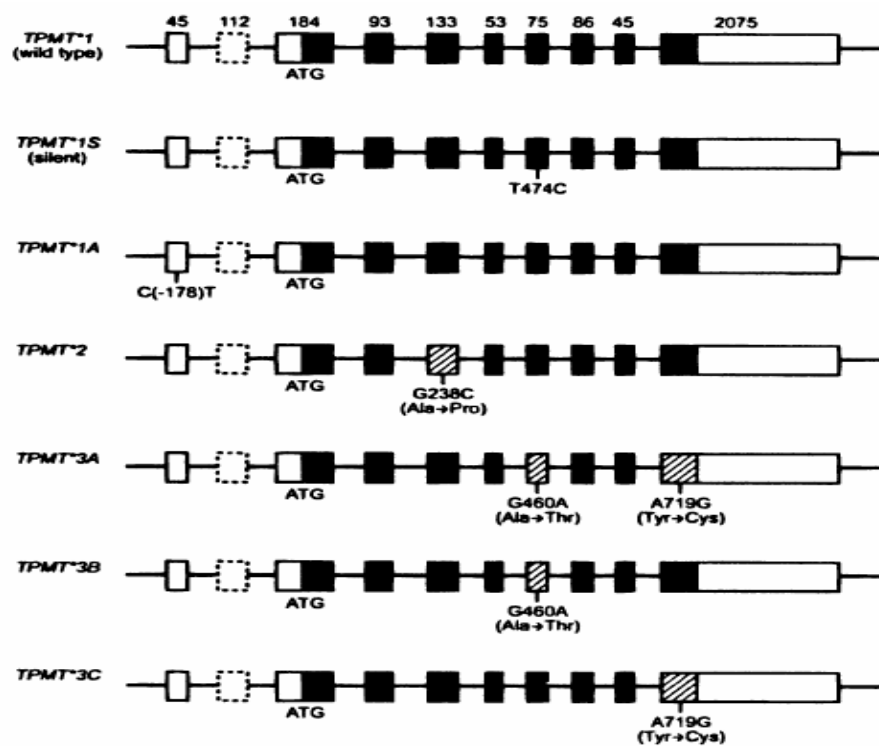 45 112 184 93 133 53 75 86 45 2075
TPMT*1
(wild type)
ATG
TPMT*1S
(silent)
ATG
T474C
TPMT*1A
C(-178)T
ATG
TPMT*2
ATG
G238C
(Ala→Pro)
TPMT*3A
ATG
G460A
(Ala→Thr)
A719G
(Tyr→Cys)
TPMT*3B
ATG
G460A
(Ala→Thr)
TPMT*3C
ATG
A719G
(Tyr→Cys)